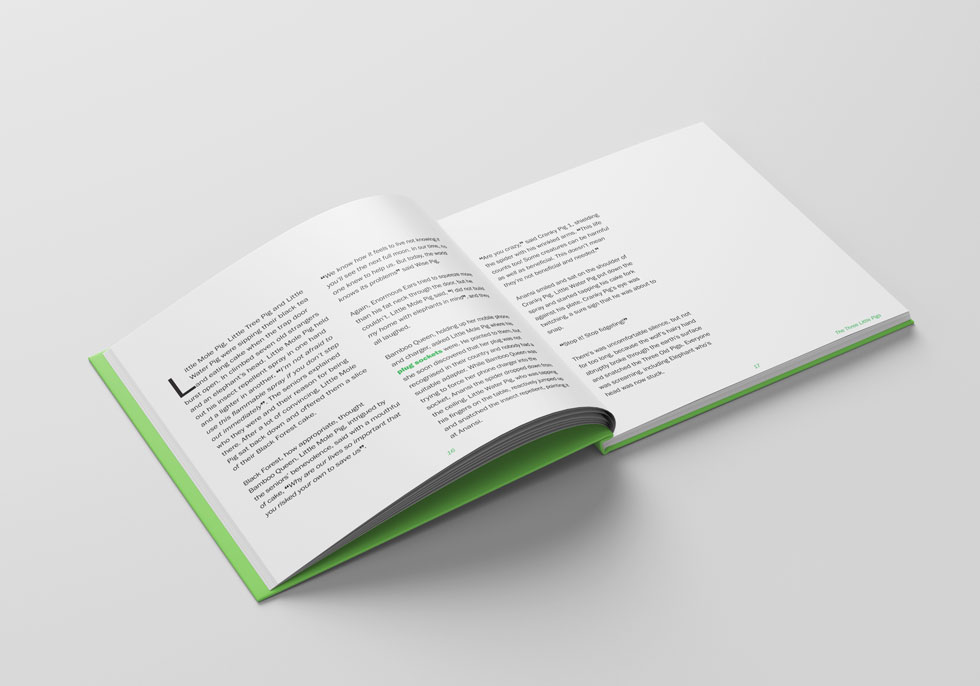 Little Mole Pig, Little Tree Pig and Little
Water Pig were sipping their black tea
and eating cake when the trap door
burst open. In climbed seven old strangers
and an elephant's head. Little Mole Pig held
out his insect repellent spray in one hand
and a lighter in another. "I'm not afraid to
use this flammable spray if you don't step
out immediately". The seniors explained
who they were and their reason for being
there. After a lot of convincing, Little Mole
Pig sat back down and offered them a slice
of their Black Forest cake.
Black Forest, how appropriate, thought
Bamboo Queen. Little Mole Pig, intrigued by
the seniors' benevolence, said with a mouthful
of cake, "Why are our lives so important that
you risked your own to save us".
"We know how it feels to live not knowing if
you'll see the next full moon. In our time, no
one knew to help us. But today, the world
knows its problems" said Wise Pig.
Again, Enormous Ears tried to squeeze more
than his fat neck through the door, but he
couldn't. Little Mole Pig said, "I did not build
my home with elephants in mind", and they
all laughed.
Bamboo Queen, holding up her mobile phone
and charger, asked Little Mole Pig where his
plug sockets were. He pointed to them, but
she soon discovered that her plug was not
recognised in their country and nobody had a
suitable adaptor. While Bamboo Queen was
trying to force her phone charger into the
socket, Anansi the spider dropped down from
the ceiling. Little Water Pig, who was tapping
his fingers on the table, reactively jumped up
and snatched the insect repellent, pointing it
at Anansi.
16
"Are you crazy," said Cranky Pig 1, shielding
the spider with his wrinkled arms. "This life
counts too! Some creatures can be harmful
as well as beneficial. This doesn't mean
they're not beneficial and needed."
Anansi smiled and sat on the shoulder of
Cranky Pig. Little Water Pig put down the
spray and started tapping his cake fork
against his plate. Cranky Pig's eye was
twitching, a sure sign that he was about to
snap.
"Stop it! Stop fidgeting!"
There's was uncomfortable silence, but not
for too long, because the wolf's hairy hand
abruptly broke through the earth's surface
and snatched the Three Old Pigs. Everyone
was screaming, including Elephant who's
head was now stuck.
17
The Three Little Pigs